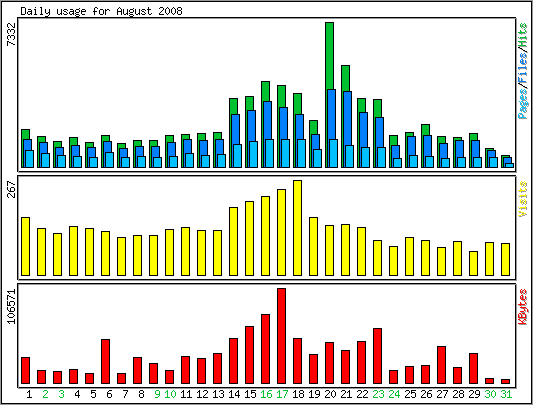 Daily usage for August 2008
7332
Pages/Files/Hits
267
Visits
106571
KBytes
1 2 3 4 5 6 7 8 9 10 11 12 13 14 15 16 17 18 19 20 21 22 23 24 25 26 27 28 29 30 31